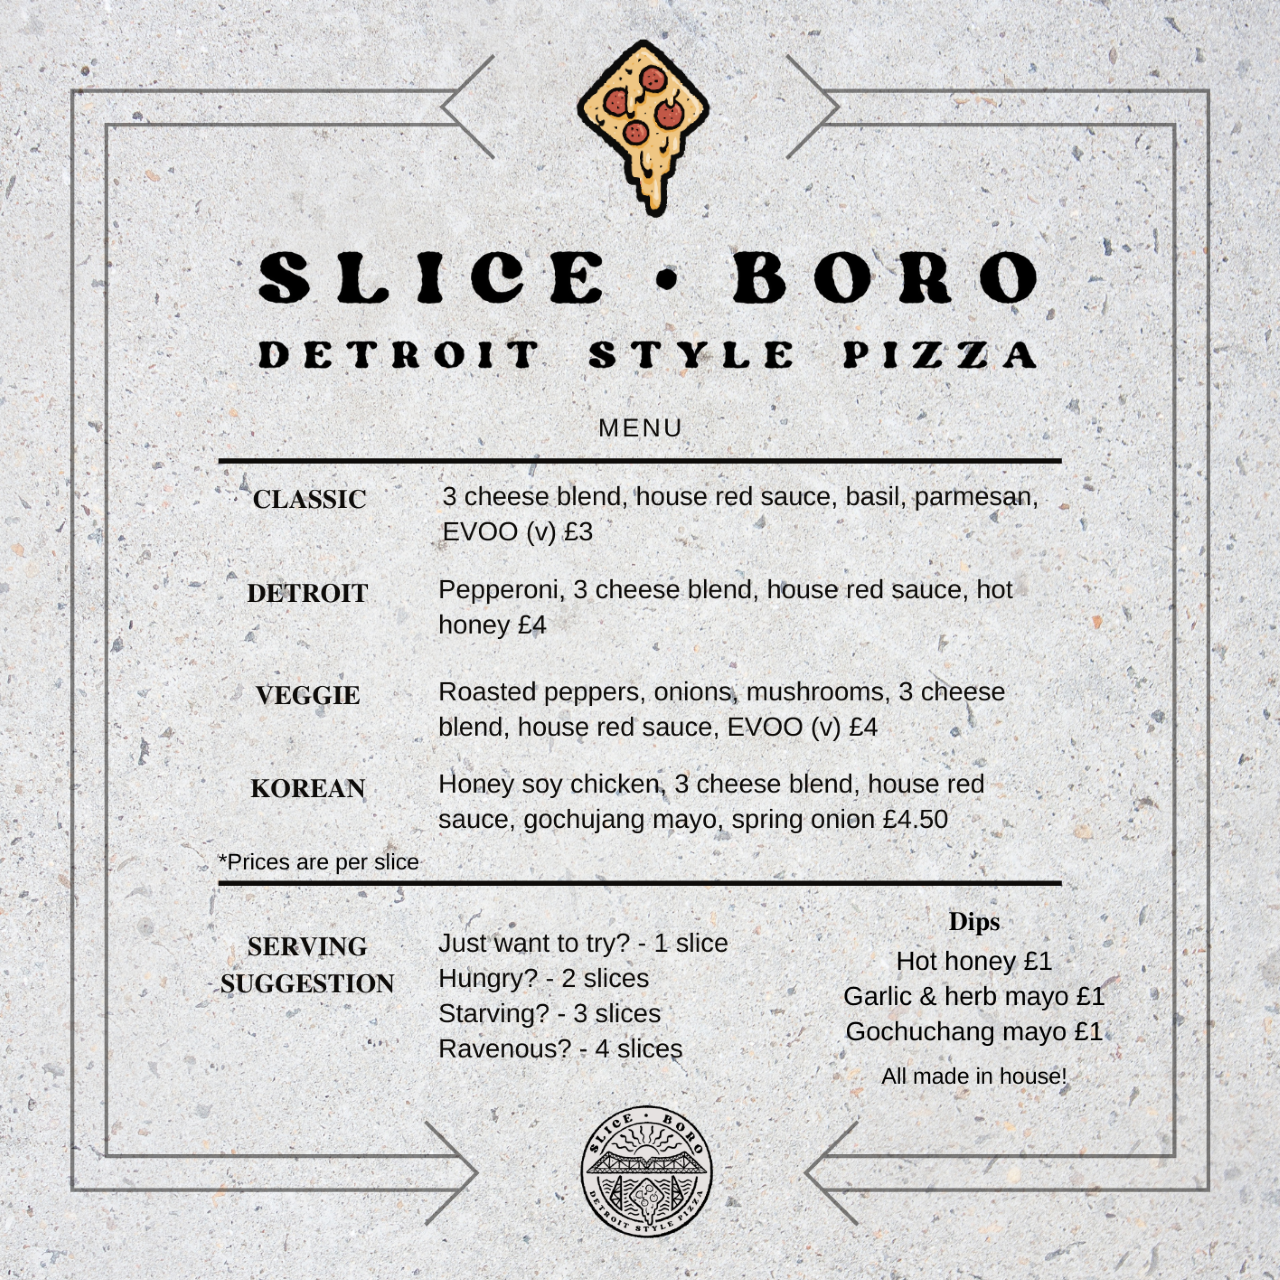 SLICE • BORO
DETROIT STYLE PIZZA
MENU
CLASSIC
3 cheese blend, house red sauce, basil, parmesan,
EVOO (v) £3
DETROIT
Pepperoni, 3 cheese blend, house red sauce, hot
honey £4
VEGGIE
Roasted peppers, onions, mushrooms, 3 cheese
blend, house red sauce, EVOO (v) £4
KOREAN
Honey soy chicken, 3 cheese blend, house red
sauce, gochujang mayo, spring onion £4.50
*Prices are per slice
SERVING
SUGGESTION
Just want to try? - 1 slice
Hungry? - 2 slices
Starving? - 3 slices
Ravenous? - 4 slices
Dips
Hot honey £1
Garlic & herb mayo £1
Gochuchang mayo £1
All made in house!
SLICE • BORO
DETROIT STYLE PIZZA